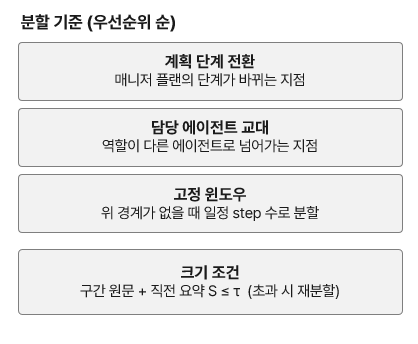 분할 기준 (우선순위 순)
계획 단계 전환
매니저 플랜의 단계가 바뀌는 지점
담당 에이전트 교대
역할이 다른 에이전트로 넘어가는 지점
고정 윈도우
위 경계가 없을 때 일정 step 수로 분할
크기 조건
구간 원문 + 직전 요약 S ≤ τ (초과 시 재분할)